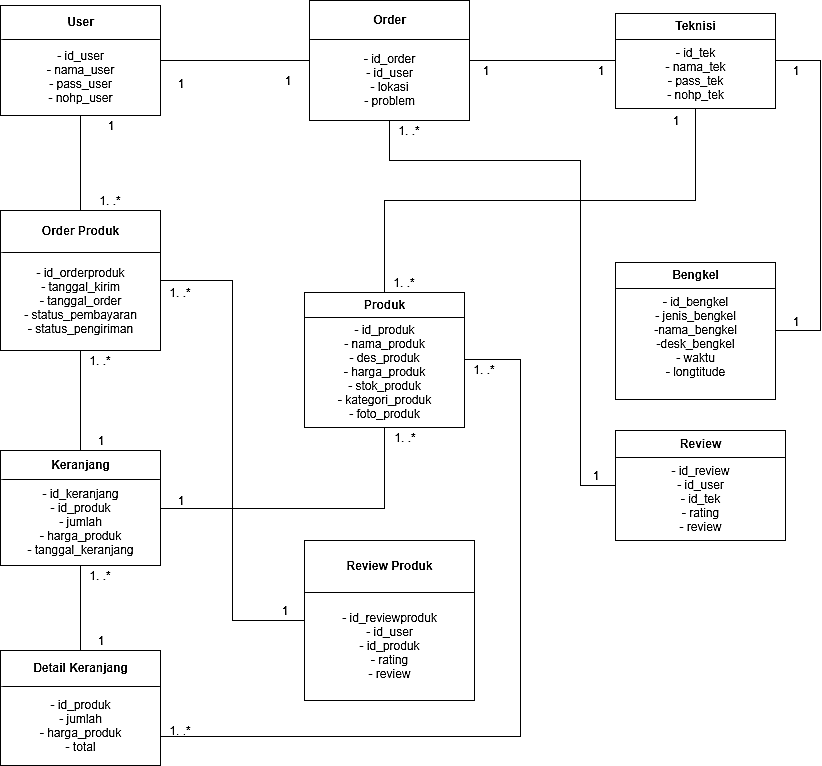 User
- id_user
- nama_user
- pass_user
- nohp_user
Order
- id_order
- id_user
- lokasi
- problem
Teknisi
- id_tek
- nama_tek
- pass_tek
- nohp_tek
1
1
1
1
1
1
1. .*
1
1. .*
Order Produk
- id_orderproduk
- tanggal_kirim
- tanggal_order
- status_pembayaran
- status_pengiriman
1. .*
1. .*
1. .*
Produk
- id_produk
- nama_produk
- des_produk
- harga_produk
- stok_produk
- kategori_produk
- foto_produk
1. .*
1. .*
Bengkel
- id_bengkel
- jenis_bengkel
-nama_bengkel
-desk_bengkel
- waktu
- longtitude
1
1
Keranjang
- id_keranjang
- id_produk
- jumlah
- harga_produk
- tanggal_keranjang
1
1. .*
Review
- id_review
- id_user
- id_tek
- rating
- review
1
Review Produk
- id_reviewproduk
- id_user
- id_produk
- rating
- review
1
1
Detail Keranjang
- id_produk
- jumlah
- harga_produk
- total
1. .*